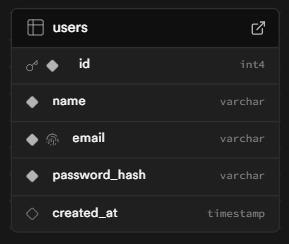 users
id int4
name varchar
email varchar
password_hash varchar
created_at timestamp